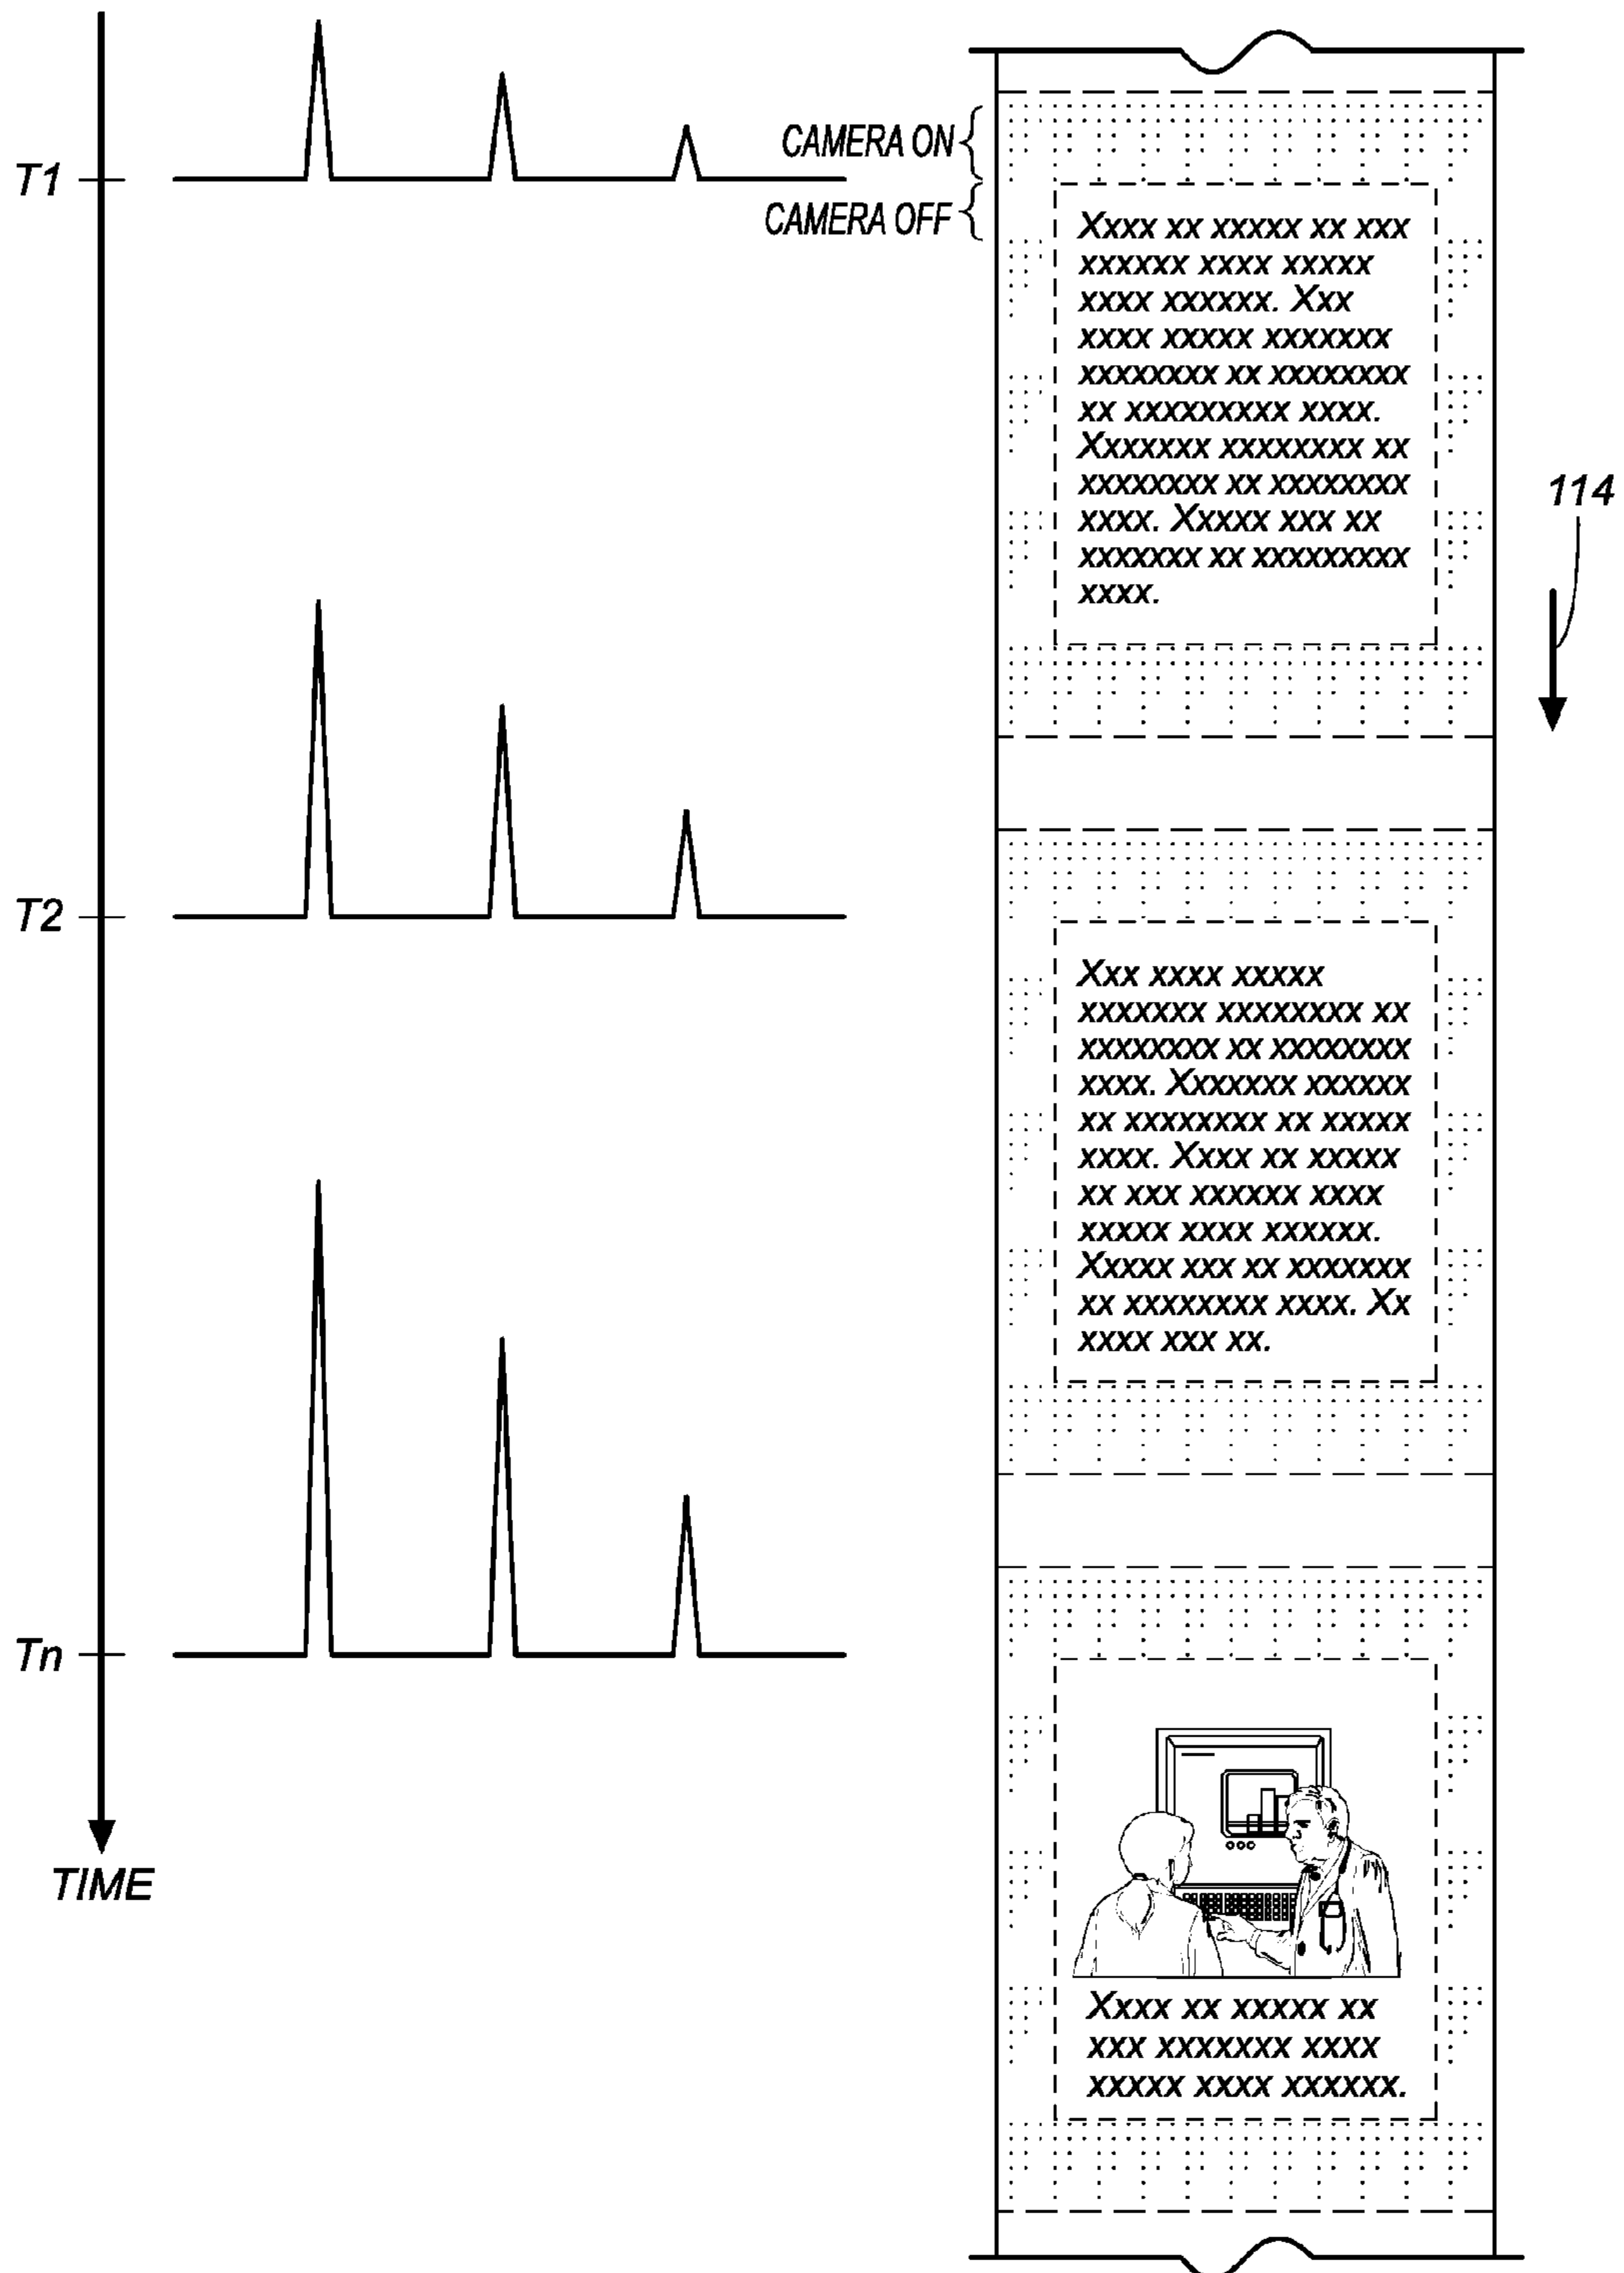 T1
CAMERA ON
CAMERA OFF
Xxxx xx xxxxx xx xxx
xxxxxx xxxx xxxxx
xxxx xxxxxx. Xxx
xxxx xxxxx xxxxxxx
xxxxxxxx xx xxxxxxxx
xx xxxxxxxxx xxxx.
Xxxxxxx xxxxxxxx xx
xxxxxxxx xx xxxxxxxx
xxxx. Xxxxxx xxx xx
xxxxxxx xx xxxxxxxxx
xxxx.
114
T2
Xxx xxxx xxxxx
xxxxxxx xxxxxxxx xx
xxxxxxxx xx xxxxxxxx
xxxx. Xxxxxxx xxxxxx
xx xxxxxxxx xx xxxxx
xxxx. Xxxx xx xxxxx
xx xxx xxxxxx xxxx
xxxxx xxxx xxxxxx.
Xxxxx xxx xx xxxxxxx
xx xxxxxxxx xxxx. Xx
xxxx xxx xx.
Tn
TIME
Xxxx xx xxxxx xx
xxx xxxxxxx xxxx
xxxxx xxxx xxxxxx.